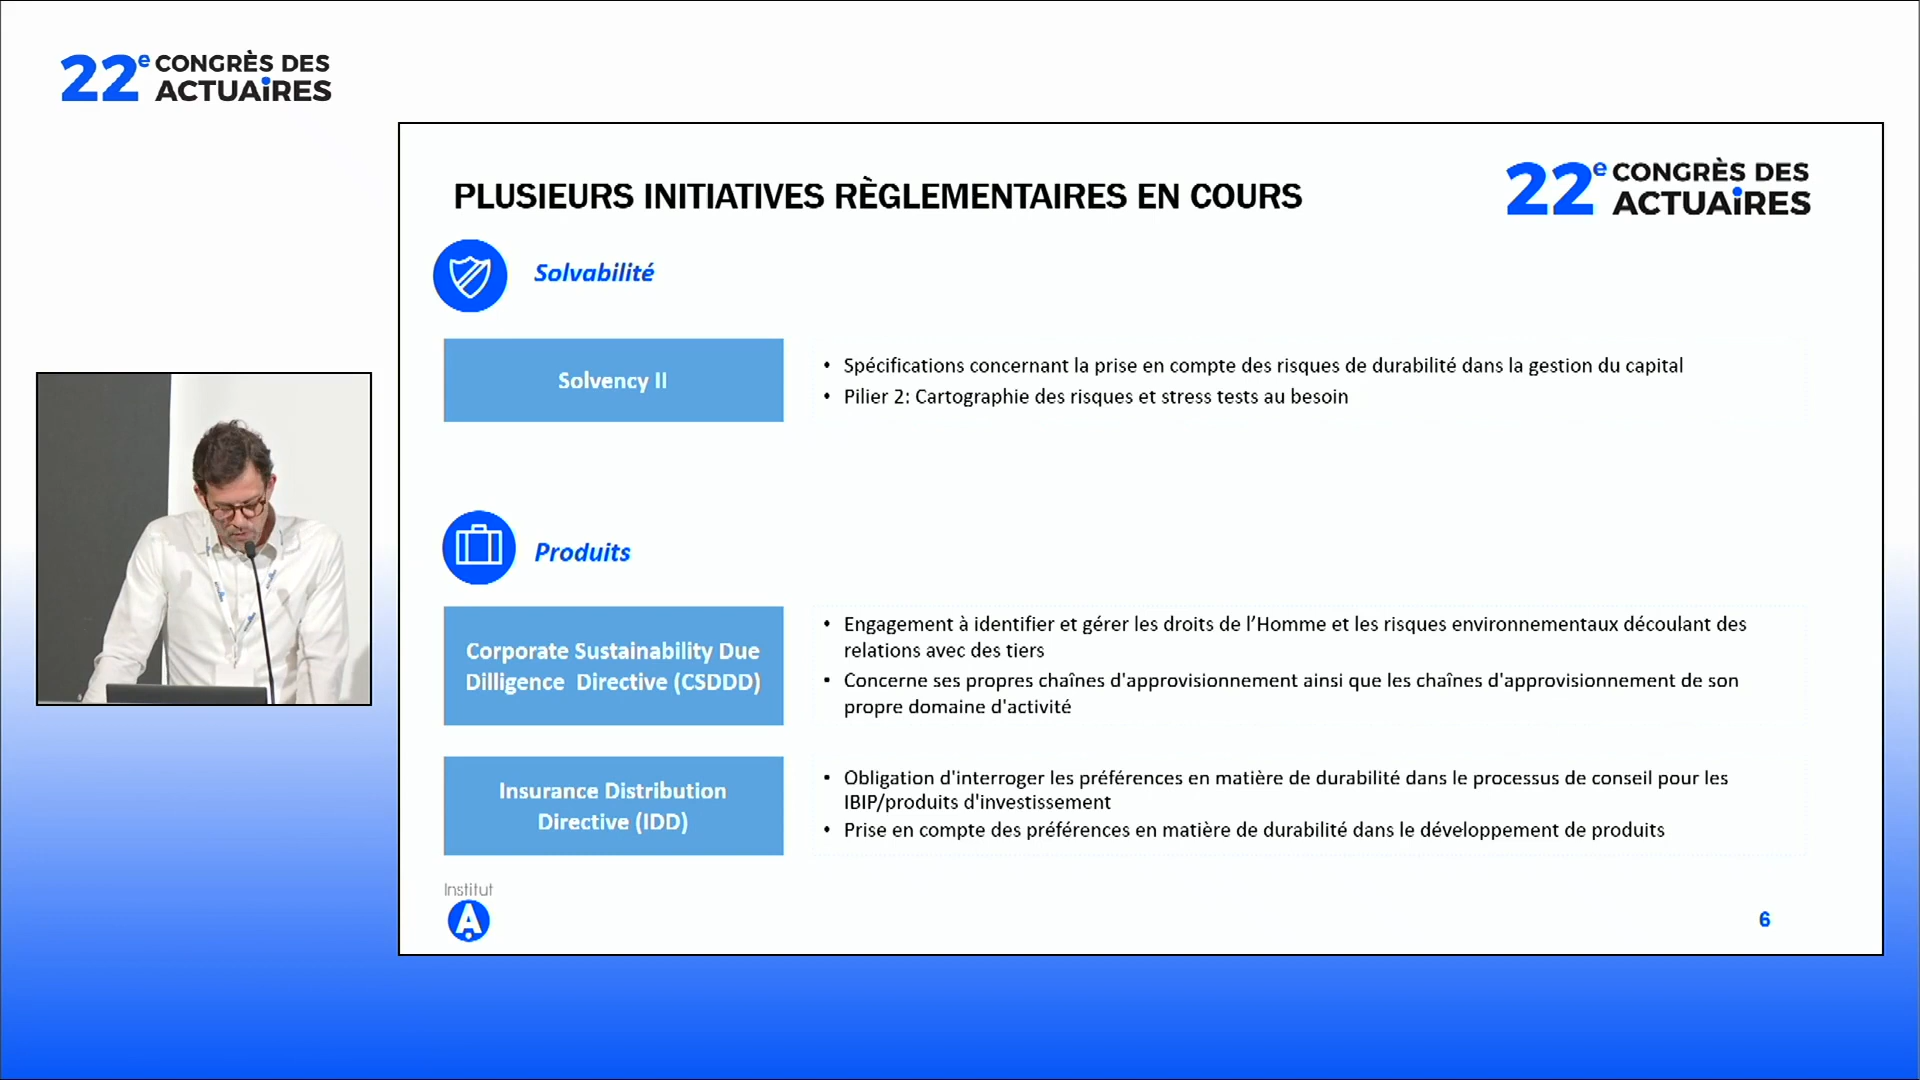 22e CONGRÈS DES
ACTUAiRES
PLUSIEURS INITIATIVES RÈGLEMENTAIRES EN COURS
22e CONGRÈS DES
ACTUAiRES
Solvabilité
Solvency II
• Spécifications concernant la prise en compte des risques de durabilité dans la gestion du capital
• Pilier 2: Cartographie des risques et stress tests au besoin
Produits
Corporate Sustainability Due
Dilligence Directive (CSDDD)
• Engagement à identifier et gérer les droits de l’Homme et les risques environnementaux découlant des
relations avec des tiers
• Concerne ses propres chaînes d'approvisionnement ainsi que les chaînes d'approvisionnement de son
propre domaine d'activité
Insurance Distribution
Directive (IDD)
• Obligation d'interroger les préférences en matière de durabilité dans le processus de conseil pour les
IBIP/produits d'investissement
• Prise en compte des préférences en matière de durabilité dans le développement de produits
Institut
A
6